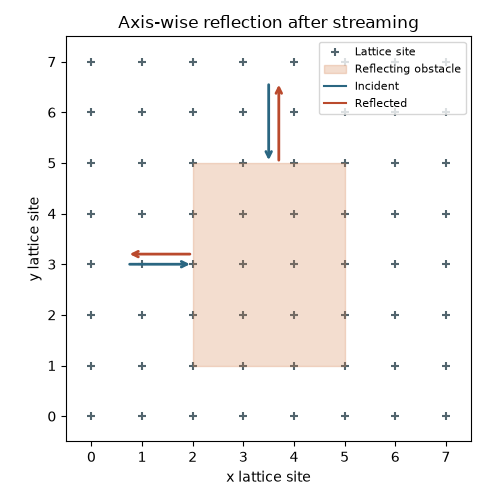 Axis-wise reflection after streaming
Lattice site
Reflecting obstacle
Incident
Reflected
y lattice site
7
6
5
4
3
2
1
0
0 1 2 3 4 5 6 7
x lattice site